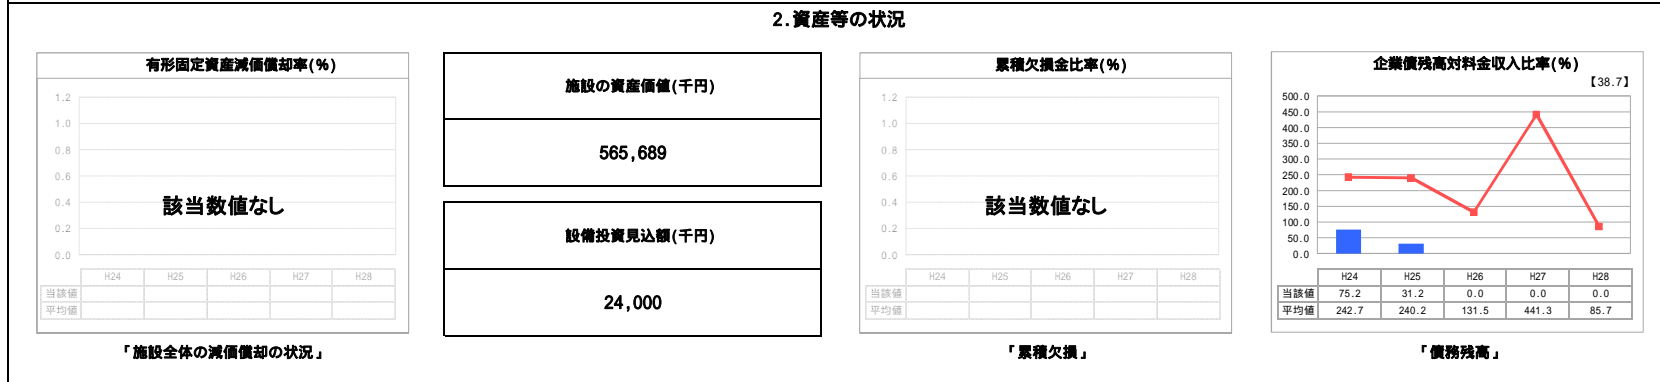 2.資産等の状況
有形固定資産減価償却率(%)
1.2
1.0
0.8
0.6
0.4
0.2
0.0
該当数値なし
H24 H25 H26 H27 H28
当該値
平均値
「施設全体の減価償却の状況」
施設の資産価値(千円)
565,689
設備投資見込額(千円)
24,000
累積欠損金比率(%)
1.2
1.0
0.8
0.6
0.4
0.2
0.0
該当数値なし
H24 H25 H26 H27 H28
当該値
平均値
「累積欠損」
企業債残高対料金収入比率(%)
【38.7】
500.0
450.0
400.0
350.0
300.0
250.0
200.0
150.0
100.0
50.0
0.0
H24 H25 H26 H27 H28
当該値 75.2 31.2 0.0 0.0 0.0
平均値 242.7 240.2 131.5 441.3 85.7
「債務残高」